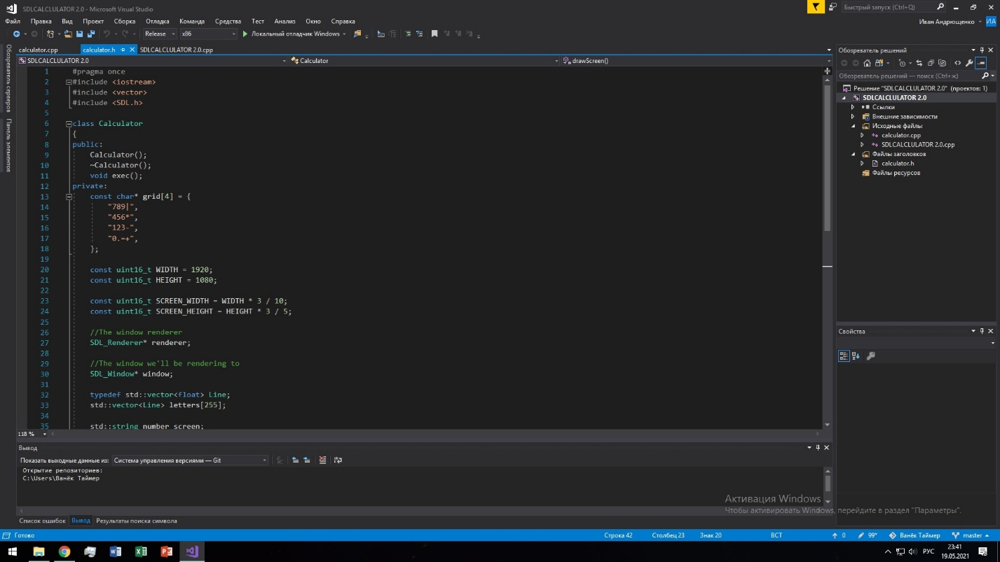 SDLCALCLULATOR 2.0 - Microsoft Visual Studio
Быстрый запуск (Ctrl+Q)
Файл Правка Вид Проект Сборка Отладка Команда Средства Тест Анализ Окно Справка
Иван Андрющенко ИА
Release x86 Локальный отладчик Windows
calculator.cpp calculator.h SDLCALCLULATOR 2.0.cpp
SDLCALCLULATOR 2.0 Calculator drawScreen()
Обозреватель серверов
Панель элементов
1 #pragma once
2 #include <iostream>
3 #include <vector>
4 #include <SDL.h>
5
6 class Calculator
7 {
8 public:
9 Calculator();
10 ~Calculator();
11 void exec();
12 private:
13 const char* grid[4] = {
14 "789|",
15 "456*",
16 "123-",
17 "0.=+",
18 };
19
20 const uint16_t WIDTH = 1920;
21 const uint16_t HEIGHT = 1080;
22
23 const uint16_t SCREEN_WIDTH = WIDTH * 3 / 10;
24 const uint16_t SCREEN_HEIGHT = HEIGHT * 3 / 5;
25
26 //The window renderer
27 SDL_Renderer* renderer;
28
29 //The window we'll be rendering to
30 SDL_Window* window;
31
32 typedef std::vector<float> Line;
33 std::vector<Line> letters[255];
34
35 std::string number_screen;
118 %
Обозреватель решений
Обозреватель решений — поиск (Ctrl+ж)
Решение "SDLCALCLULATOR 2.0" (проектов: 1)
SDLCALCLULATOR 2.0
Ссылки
Внешние зависимости
Исходные файлы
calculator.cpp
SDLCALCLULATOR 2.0.cpp
Файлы заголовков
calculator.h
Файлы ресурсов
Свойства
Вывод
Показать выходные данные из: Система управления версиями — Git
Открытие репозиториев:
C:\Users\Ванёк Таймер
Активация Windows
Чтобы активировать Windows, перейдите в раздел "Параметры".
Список ошибок Вывод Результаты поиска символа
Готово Строка 42 Столбец 23 Знак 20 ВСТ 0 99* Ванёк Таймер master
РУС 23:41
19.05.2021